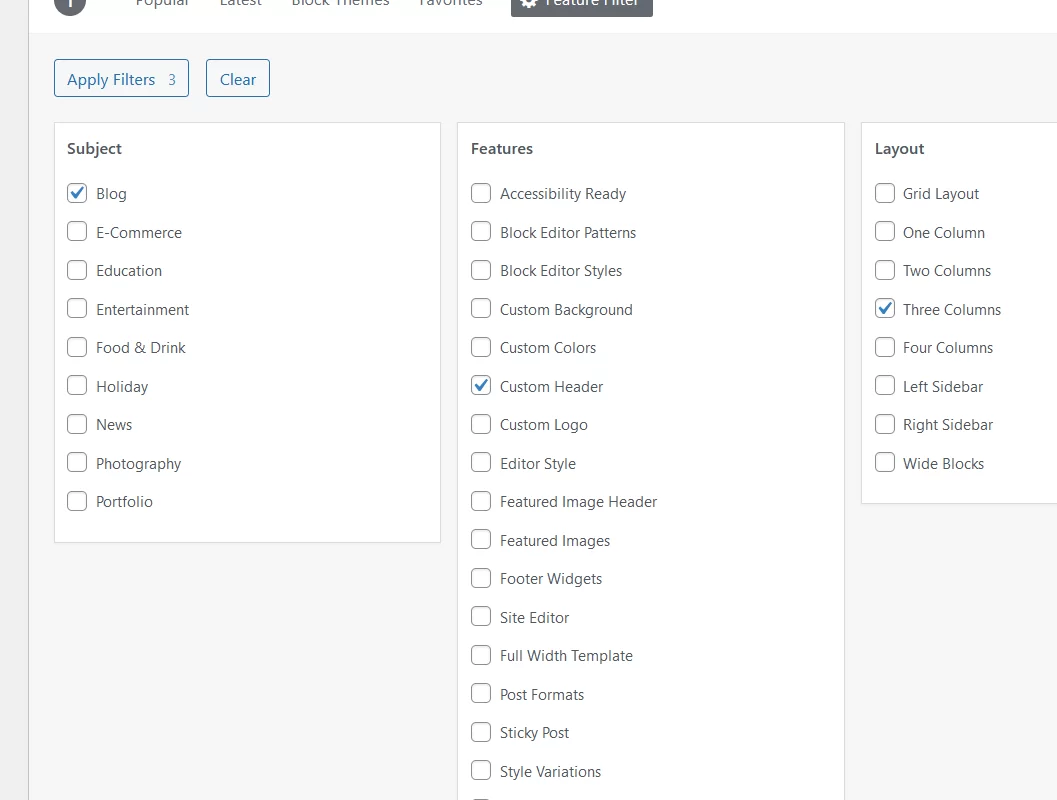 Popular Latest Block Themes Favorites Feature Filter
Apply Filters 3 Clear
Subject
Blog
E-Commerce
Education
Entertainment
Food & Drink
Holiday
News
Photography
Portfolio
Features
Accessibility Ready
Block Editor Patterns
Block Editor Styles
Custom Background
Custom Colors
Custom Header
Custom Logo
Editor Style
Featured Image Header
Featured Images
Footer Widgets
Site Editor
Full Width Template
Post Formats
Sticky Post
Style Variations
Layout
Grid Layout
One Column
Two Columns
Three Columns
Four Columns
Left Sidebar
Right Sidebar
Wide Blocks